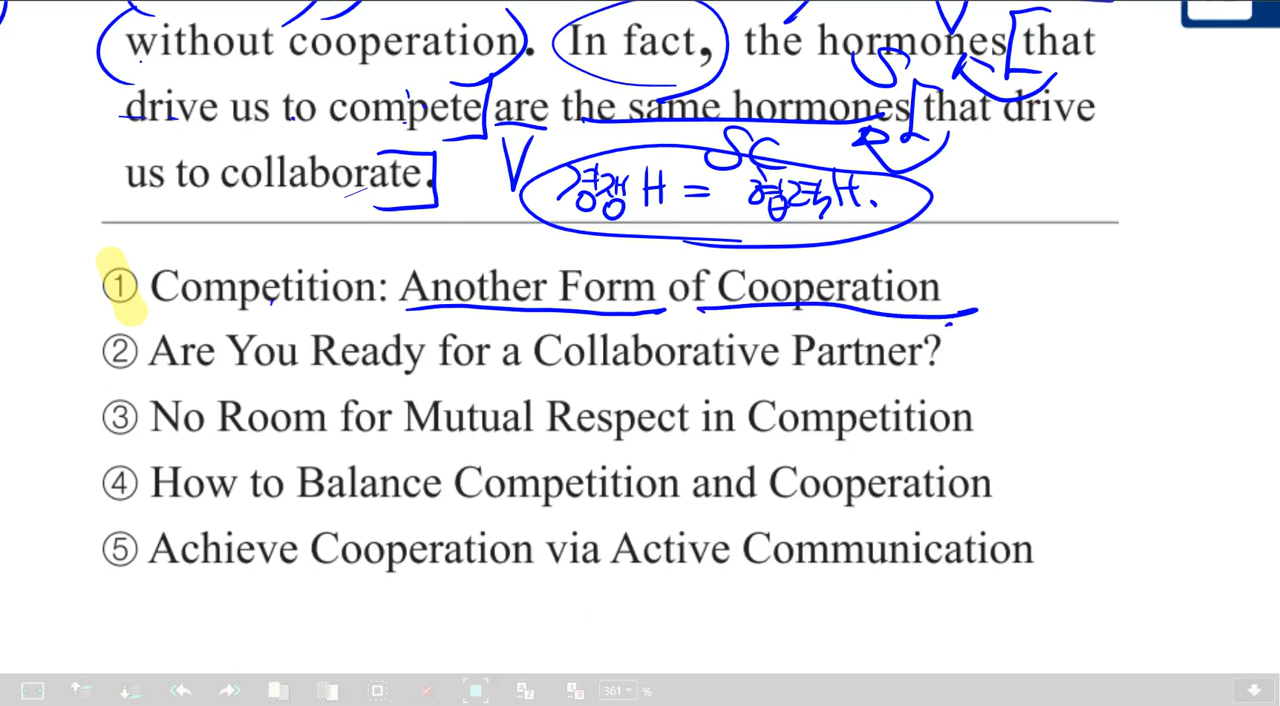 without cooperation. In fact, the hormones that
drive us to compete are the same hormones that drive
us to collaborate.
S
V
SC
경쟁 H = 협력 H.
① Competition: Another Form of Cooperation
② Are You Ready for a Collaborative Partner?
③ No Room for Mutual Respect in Competition
④ How to Balance Competition and Cooperation
⑤ Achieve Cooperation via Active Communication
361 %